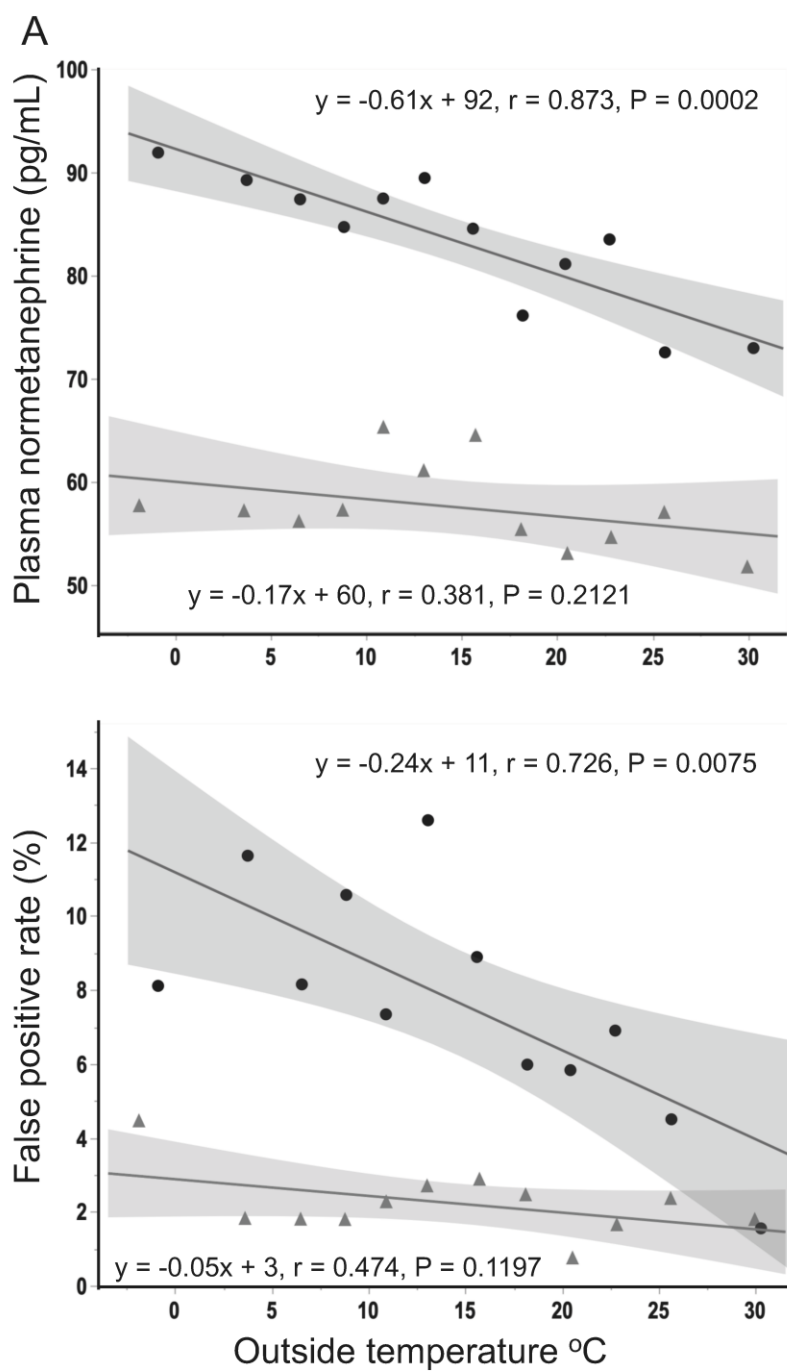 A
Plasma normetanephrine (pg/mL)
100
90
80
70
60
50
y = -0.61x + 92, r = 0.873, P = 0.0002
y = -0.17x + 60, r = 0.381, P = 0.2121
0 5 10 15 20 25 30
False positive rate (%)
14
12
10
8
6
4
2
0
y = -0.24x + 11, r = 0.726, P = 0.0075
y = -0.05x + 3, r = 0.474, P = 0.1197
0 5 10 15 20 25 30
Outside temperature ºC